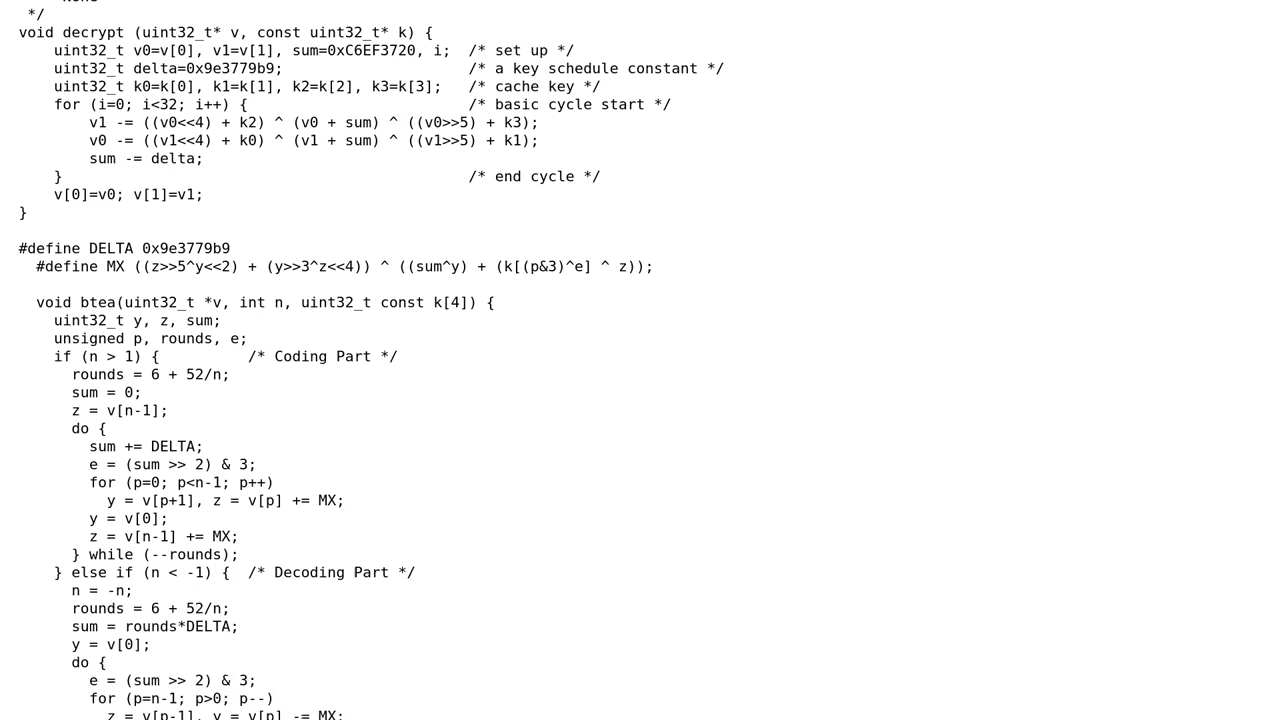 */
void decrypt (uint32_t* v, const uint32_t* k) {
    uint32_t v0=v[0], v1=v[1], sum=0xC6EF3720, i;  /* set up */
    uint32_t delta=0x9e3779b9;                     /* a key schedule constant */
    uint32_t k0=k[0], k1=k[1], k2=k[2], k3=k[3];   /* cache key */
    for (i=0; i<32; i++) {                         /* basic cycle start */
        v1 -= ((v0<<4) + k2) ^ (v0 + sum) ^ ((v0>>5) + k3);
        v0 -= ((v1<<4) + k0) ^ (v1 + sum) ^ ((v1>>5) + k1);
        sum -= delta;
    }                                              /* end cycle */
    v[0]=v0; v[1]=v1;
}

#define DELTA 0x9e3779b9
  #define MX ((z>>5^y<<2) + (y>>3^z<<4)) ^ ((sum^y) + (k[(p&3)^e] ^ z));

  void btea(uint32_t *v, int n, uint32_t const k[4]) {
    uint32_t y, z, sum;
    unsigned p, rounds, e;
    if (n > 1) {          /* Coding Part */
      rounds = 6 + 52/n;
      sum = 0;
      z = v[n-1];
      do {
        sum += DELTA;
        e = (sum >> 2) & 3;
        for (p=0; p<n-1; p++)
          y = v[p+1], z = v[p] += MX;
        y = v[0];
        z = v[n-1] += MX;
      } while (--rounds);
    } else if (n < -1) {  /* Decoding Part */
      n = -n;
      rounds = 6 + 52/n;
      sum = rounds*DELTA;
      y = v[0];
      do {
        e = (sum >> 2) & 3;
        for (p=n-1; p>0; p--)
          z = v[p-1], y = v[p] -= MX;